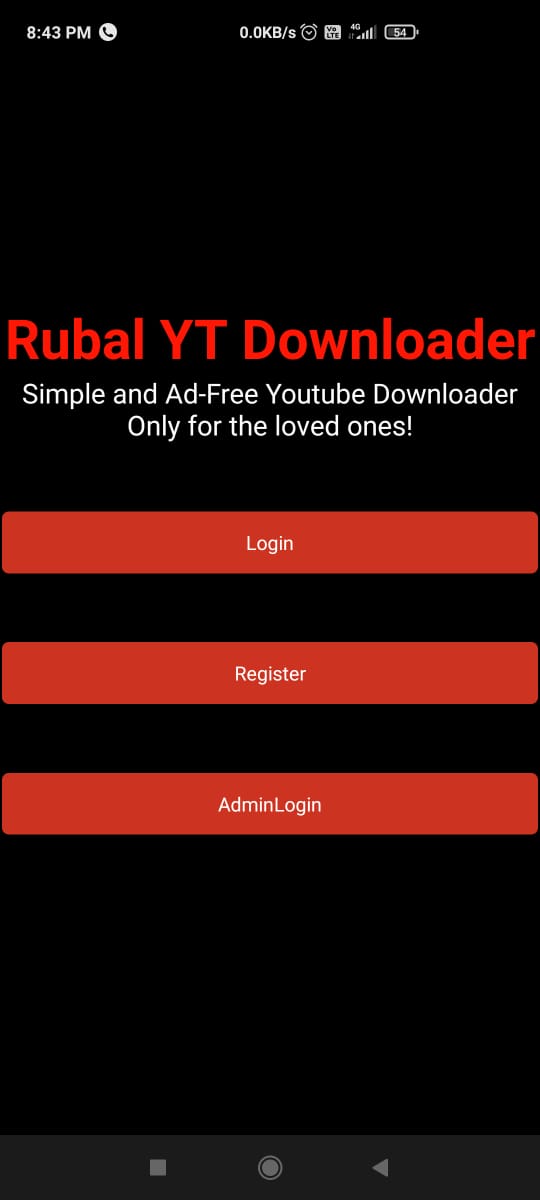 8:43 PM 0.0KB/s Vo LTE 4G 54
Rubal YT Downloader
Simple and Ad-Free Youtube Downloader
Only for the loved ones!
Login
Register
AdminLogin